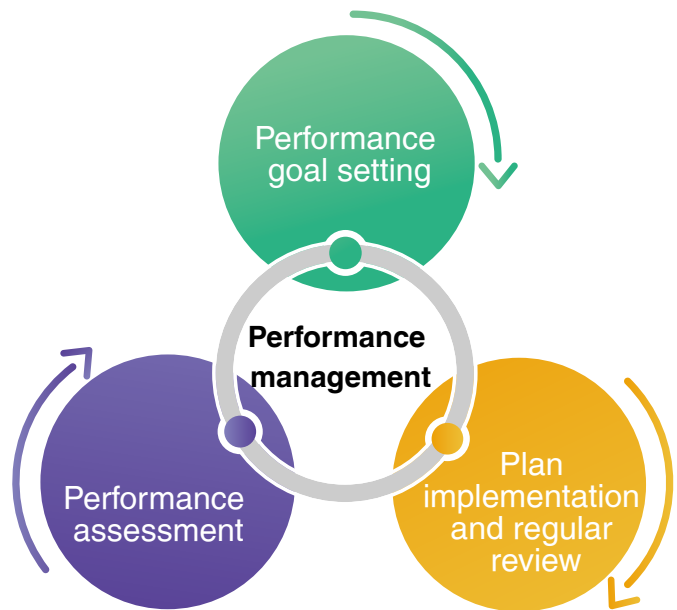 Performance
goal setting
Performance
management
Performance
assessment
Plan
implementation
and regular
review